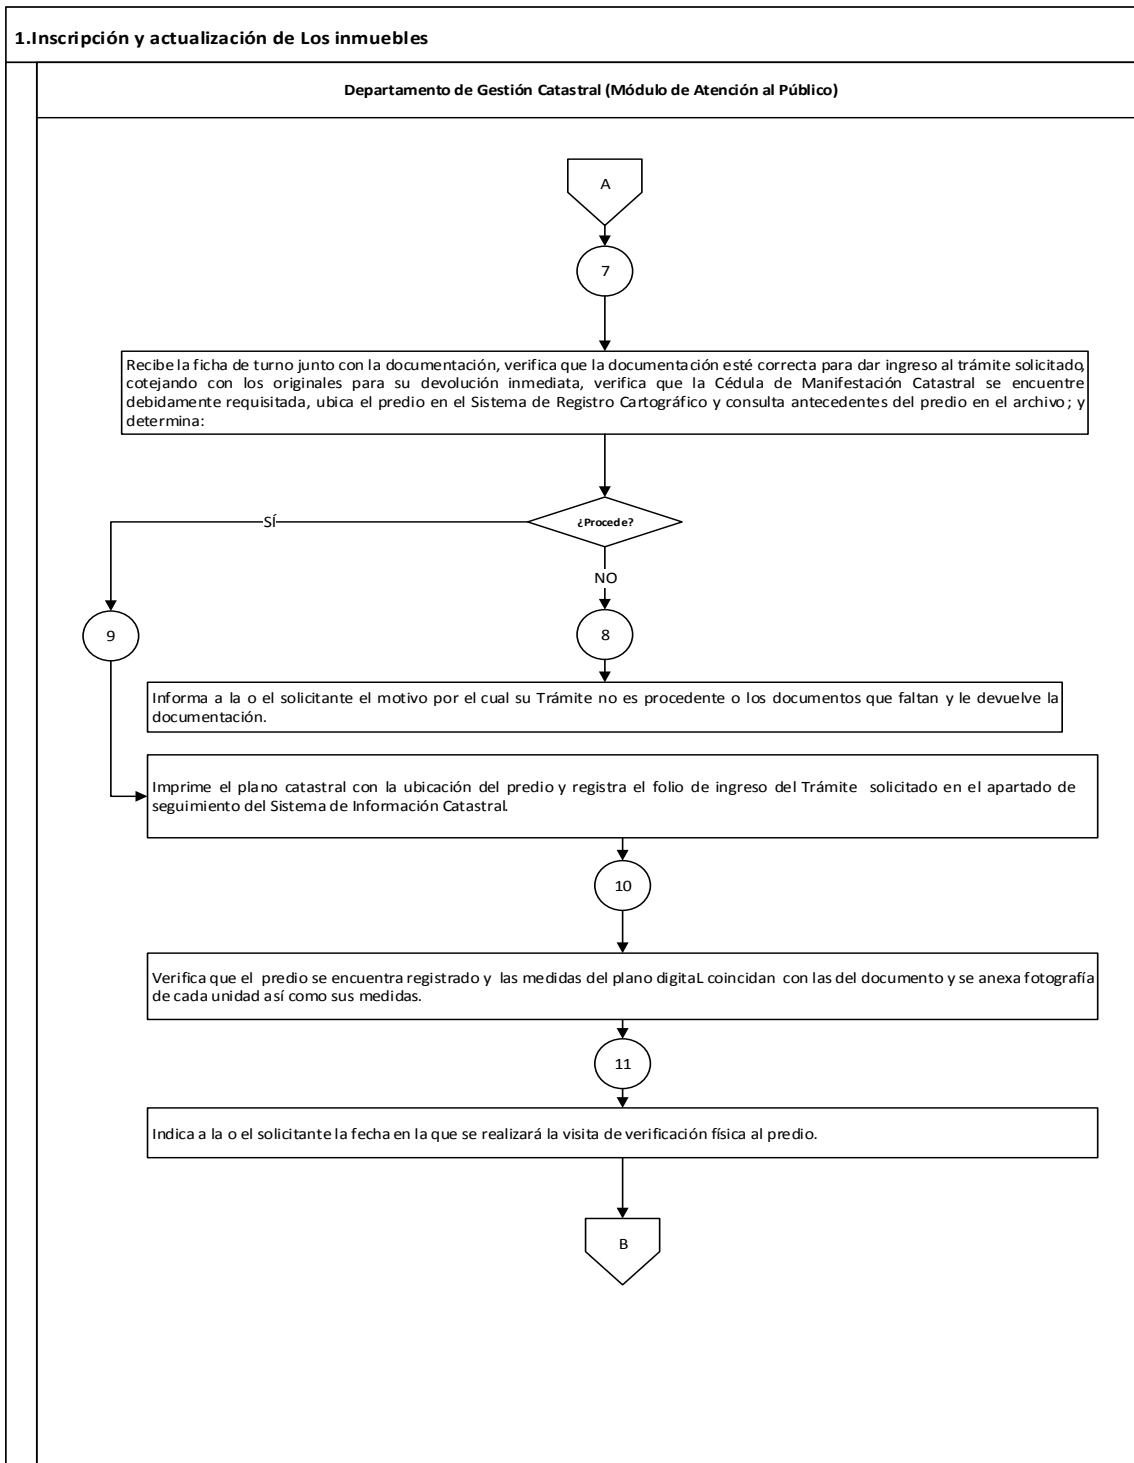 1.Inscripción y actualización de Los inmuebles
Departamento de Gestión Catastral (Módulo de Atención al Público)
A
7
Recibe la ficha de turno junto con la documentación, verifica que la documentación esté correcta para dar ingreso al trámite solicitado,
cotejando con los originales para su devolución inmediata, verifica que la Cédula de Manifestación Catastral se encuentre
debidamente requisitada, ubica el predio en el Sistema de Registro Cartográfico y consulta antecedentes del predio en el archivo; y
determina:
¿Procede?
SÍ
NO
9
8
Informa a la o el solicitante el motivo por el cual su Trámite no es procedente o los documentos que faltan y le devuelve la
documentación.
Imprime el plano catastral con la ubicación del predio y registra el folio de ingreso del Trámite solicitado en el apartado de
seguimiento del Sistema de Información Catastral.
10
Verifica que el predio se encuentra registrado y las medidas del plano digitaL coincidan con las del documento y se anexa fotografía
de cada unidad así como sus medidas.
11
Indica a la o el solicitante la fecha en la que se realizará la visita de verificación física al predio.
B